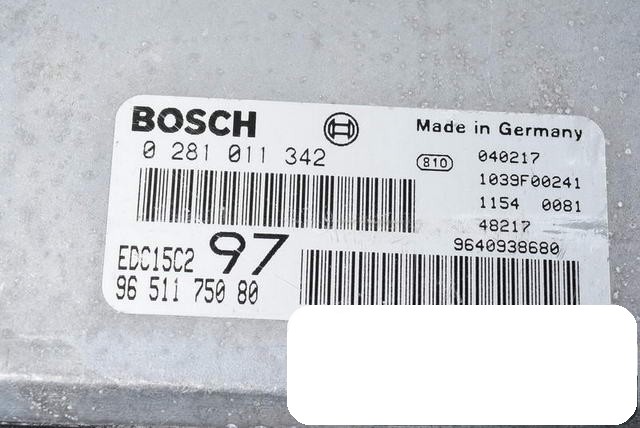 BOSCH
Made in Germany
0 281 011 342
810
040217
1039F00241
1154 0081
48217
9640938680
EDC15C2
97
96 511 750 80